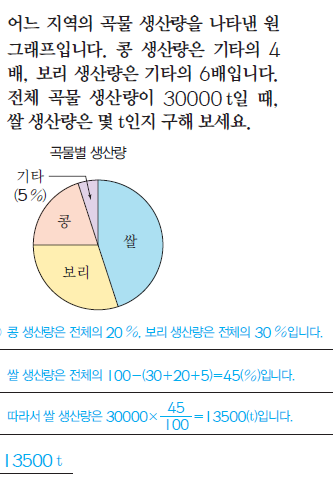 어느 지역의 곡물 생산량을 나타낸 원
그래프입니다. 콩 생산량은 기타의 4
배, 보리 생산량은 기타의 6배입니다.
전체 곡물 생산량이 30000 t일 때,
쌀 생산량은 몇 t인지 구해 보세요.
곡물별 생산량
기타
(5 %)
콩
쌀
보리
콩 생산량은 전체의 20 %, 보리 생산량은 전체의 30 %입니다.
쌀 생산량은 전체의 100-(30+20+5)=45(%)입니다.
따라서 쌀 생산량은 30000×45/100=13500(t)입니다.
13500 t